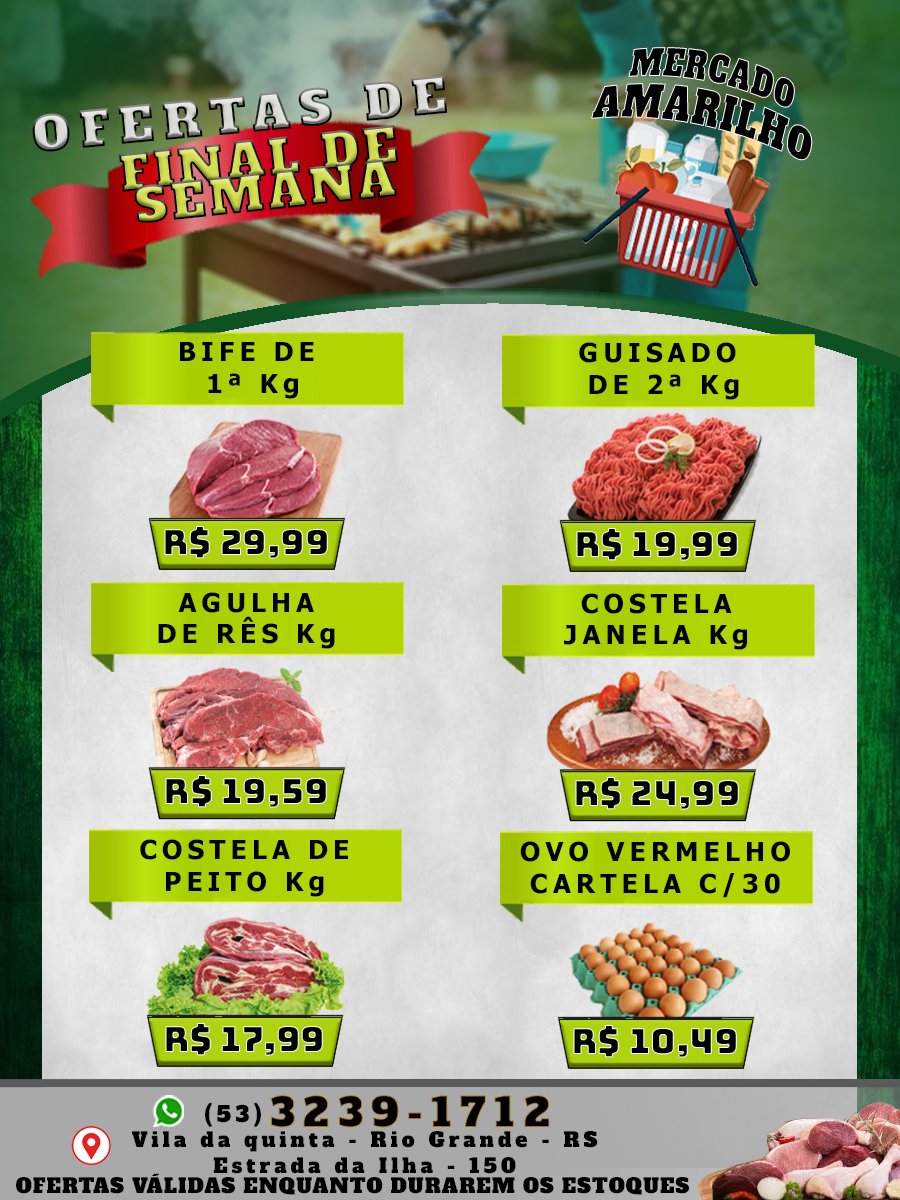 OFERTAS DE
FINAL DE
SEMANA
MERCADO
AMARILHO
BIFE DE
1ª Kg
R$ 29,99
GUISADO
DE 2ª Kg
R$ 19,99
AGULHA
DE RÊS Kg
R$ 19,59
COSTELA
JANELA Kg
R$ 24,99
COSTELA DE
PEITO Kg
R$ 17,99
OVO VERMELHO
CARTELA C/30
R$ 10,49
(53) 3239-1712
Vila da quinta - Rio Grande - RS
Estrada da Ilha - 150
OFERTAS VÁLIDAS ENQUANTO DURAREM OS ESTOQUES